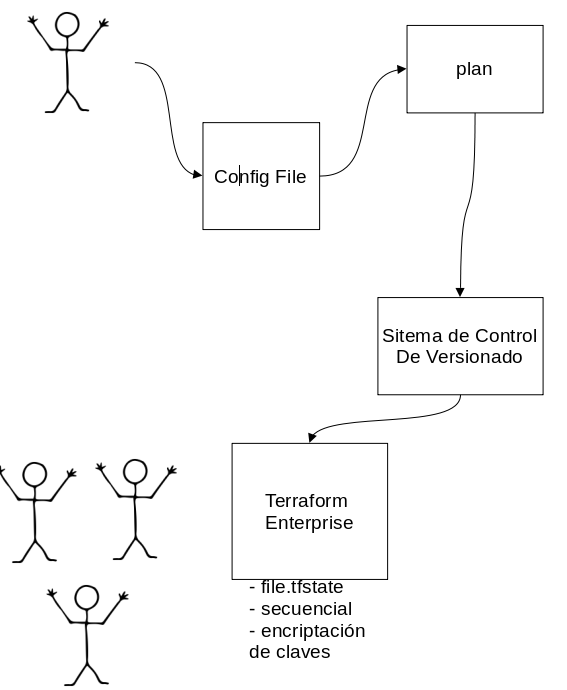 plan
Config File
Sitema de Control
De Versionado
Terraform
Enterprise
- file.tfstate
- secuencial
- encriptación
de claves